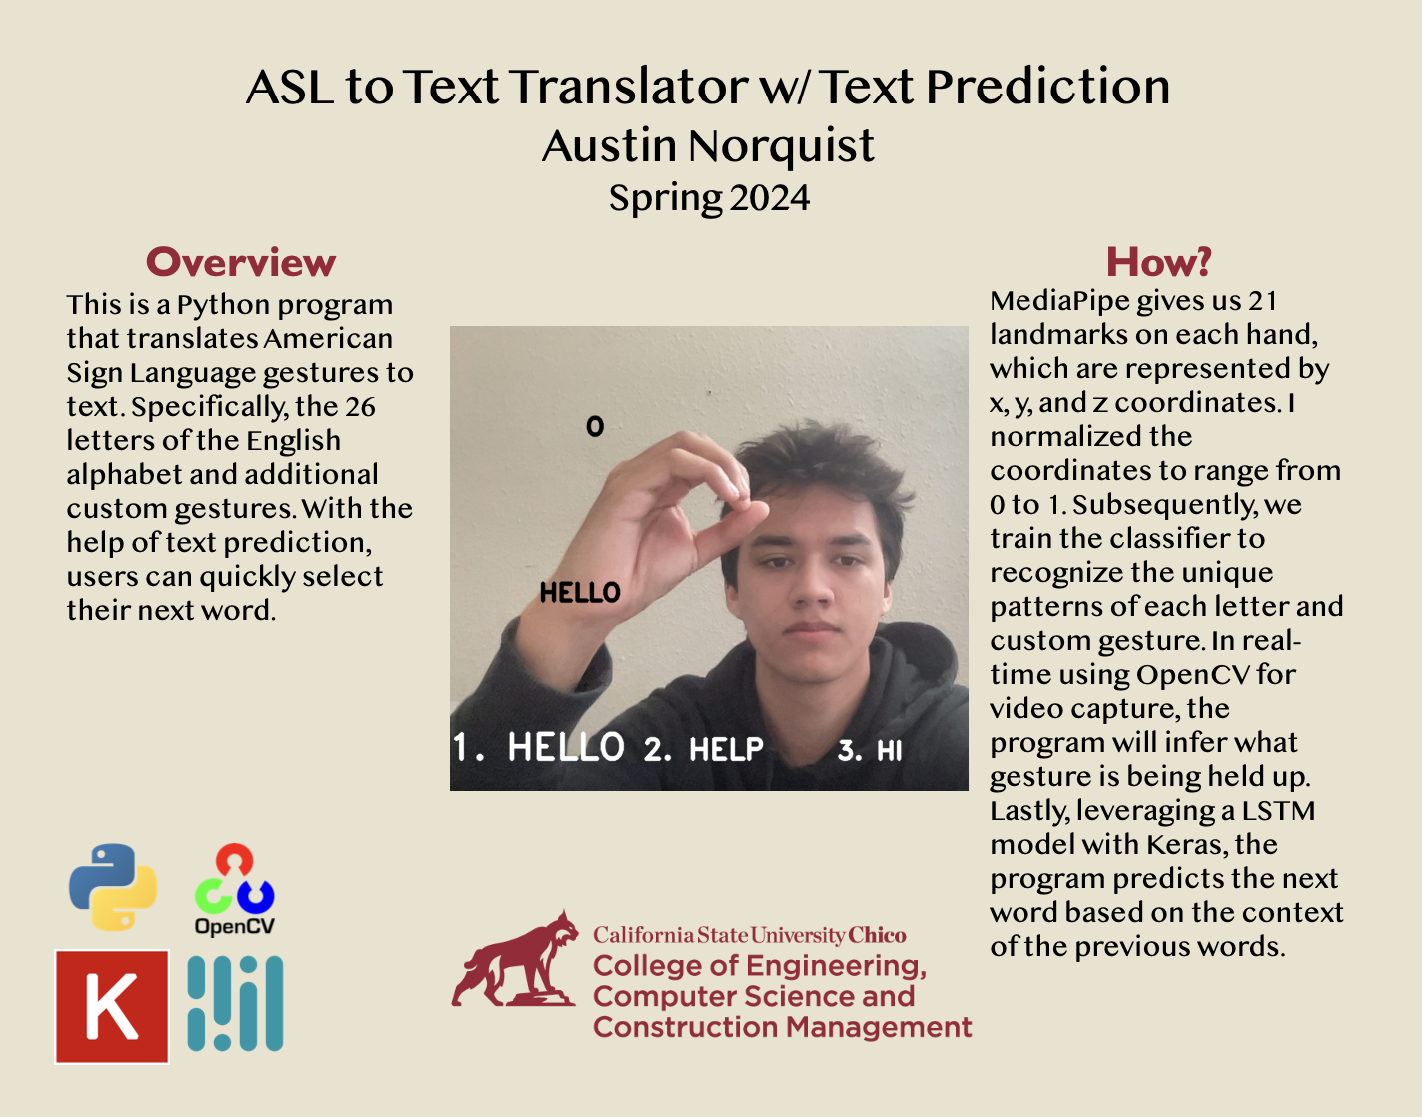 ASL to Text Translator w/ Text Prediction
Austin Norquist
Spring 2024
Overview
This is a Python program
that translates American
Sign Language gestures to
text. Specifically, the 26
letters of the English
alphabet and additional
custom gestures. With the
help of text prediction,
users can quickly select
their next word.
O
HELLO
1. HELLO 2. HELP 3. HI
How?
MediaPipe gives us 21
landmarks on each hand,
which are represented by
x, y, and z coordinates. I
normalized the
coordinates to range from
0 to 1. Subsequently, we
train the classifier to
recognize the unique
patterns of each letter and
custom gesture. In real-
time using OpenCV for
video capture, the
program will infer what
gesture is being held up.
Lastly, leveraging a LSTM
model with Keras, the
program predicts the next
word based on the context
of the previous words.
OpenCV
K
California State University Chico
College of Engineering,
Computer Science and
Construction Management